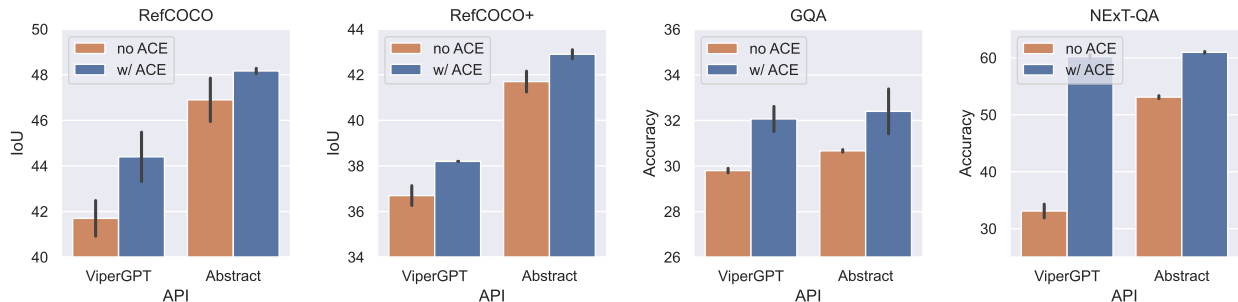 RefCOCO
50
48
46
44
42
40
IoU
no ACE
w/ ACE
ViperGPT
Abstract
API
RefCOCO+
44
42
40
38
36
34
IoU
no ACE
w/ ACE
ViperGPT
Abstract
API
GQA
36
34
32
30
28
26
Accuracy
no ACE
w/ ACE
ViperGPT
Abstract
API
NExT-QA
60
50
40
30
Accuracy
no ACE
w/ ACE
ViperGPT
Abstract
API